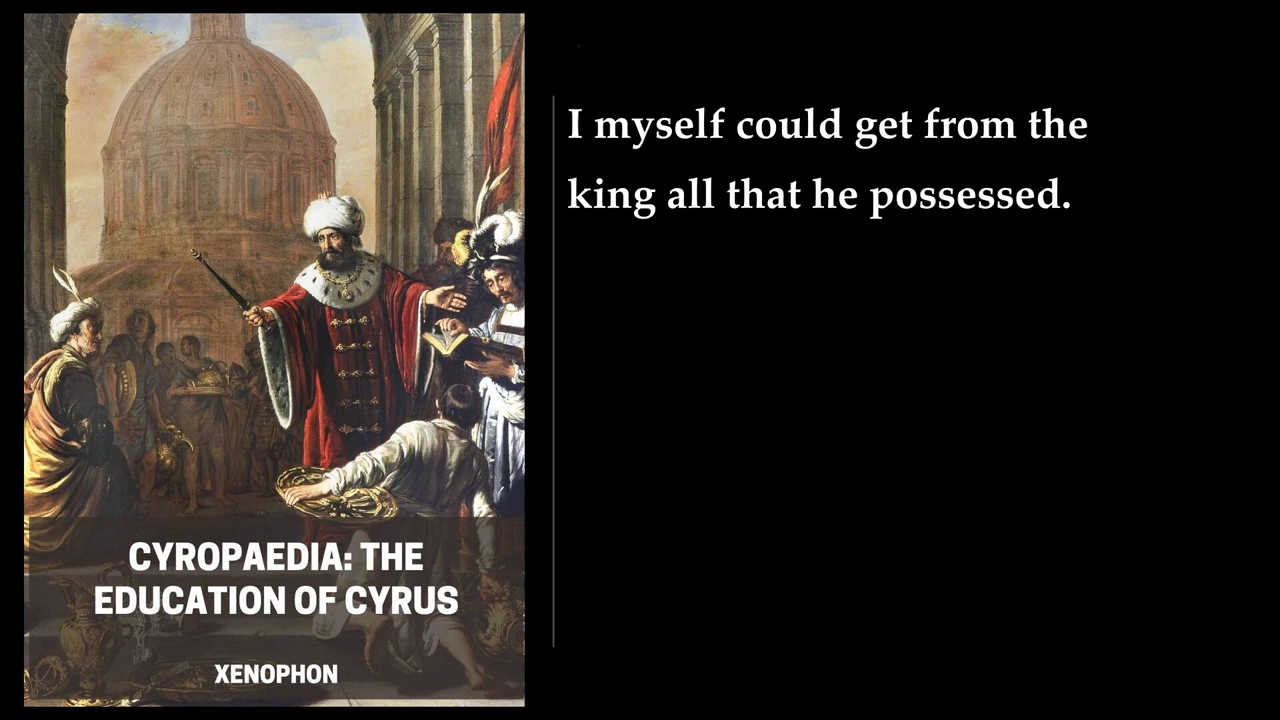 I myself could get from the
king all that he possessed.
CYROPAEDIA: THE
EDUCATION OF CYRUS
XENOPHON